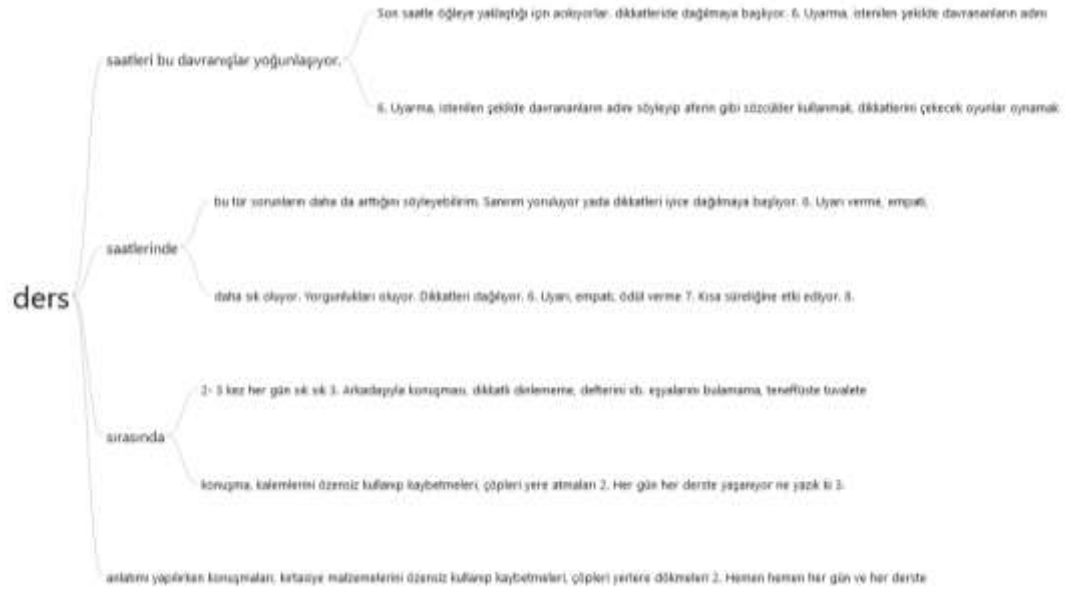 Son saatle öğleye yaklaştığı için acıkıyorlar. dikkatleride dağılmaya başlıyor. 6. Uyarma, istenilen şekilde davrananların adını
saatleri bu davranışlar yoğunlaşıyor.
6. Uyarma, istenilen şekilde davrananların adını söyleyip aferin gibi sözcükler kullanmak, dikkatlerini çekecek oyunlar oynamak
bu tür sorunların daha da arttığını söyleyebilirim. Sanırım yoruluyor yada dikkatleri iyice dağılmaya başlıyor. 6. Uyarı verme, empati,
saatlerinde
daha sık oluyor. Yorgunlukları oluyor. Dikkatleri dağılıyor. 6. Uyarı, empati, ödül verme 7. Kısa süreliğine etki ediyor. 8.
ders
2- 3 kez her gün sık sık 3. Arkadaşıyla konuşması, dikkatli dinlememe, defterini vb. eşyalarını bulamama, teneffüste tuvalete
sırasında
konuşma, kalemlerini özensiz kullanıp kaybetmeleri, çöpleri yere atmaları 2. Her gün her derste yaşanıyor ne yazık ki 3.
anlatımı yapılırken konuşmaları, kırtasiye malzemelerini özensiz kullanıp kaybetmeleri, çöpleri yerlere dökmeleri 2. Hemen hemen her gün ve her derste